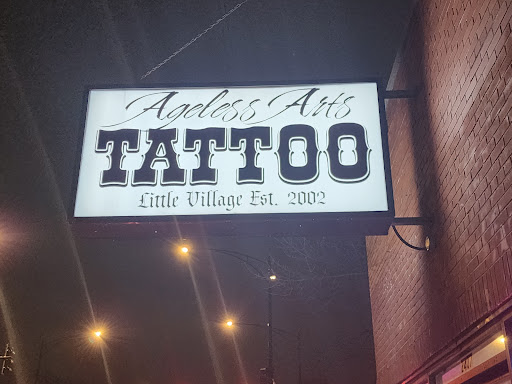 Ageless Arts
TATTOO
Little Village Est. 2002